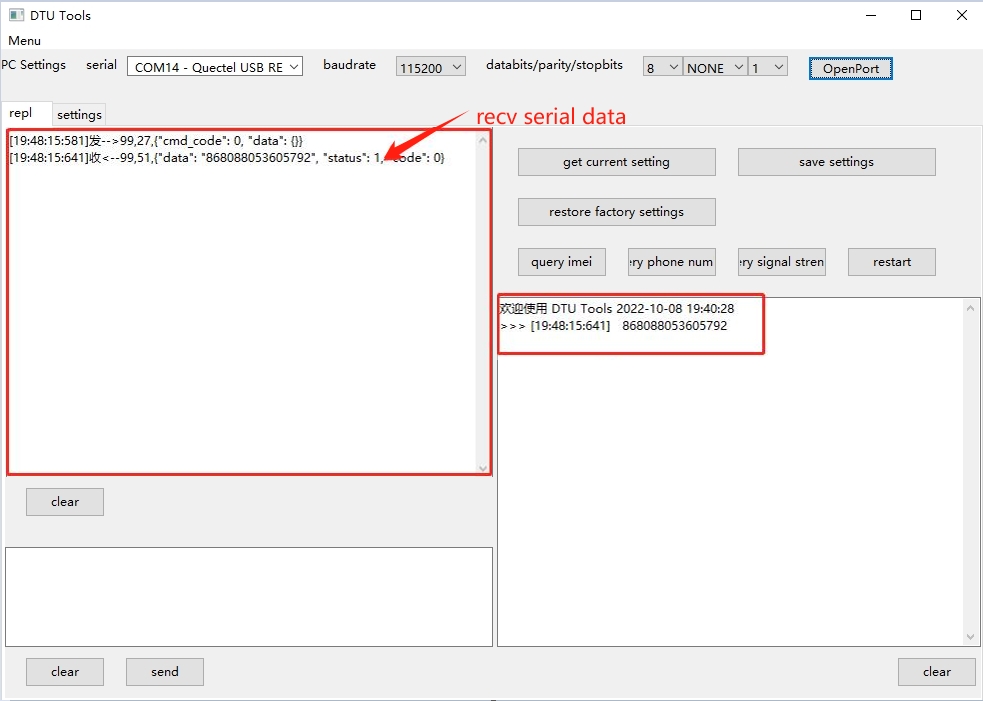 DTU Tools
Menu
PC Settings serial COM14 - Quectel USB RE baudrate 115200 databits/parity/stopbits 8 NONE 1 OpenPort
repl settings
recv serial data
[19:48:15:581]发-->99,27,{"cmd_code": 0, "data": {}}
[19:48:15:641]收<--99,51,{"data": "868088053605792", "status": 1, code": 0}
get current setting save settings
restore factory settings
query imei ry phone num ry signal stren restart
欢迎使用 DTU Tools 2022-10-08 19:40:28
>>> [19:48:15:641] 868088053605792
clear
clear send clear